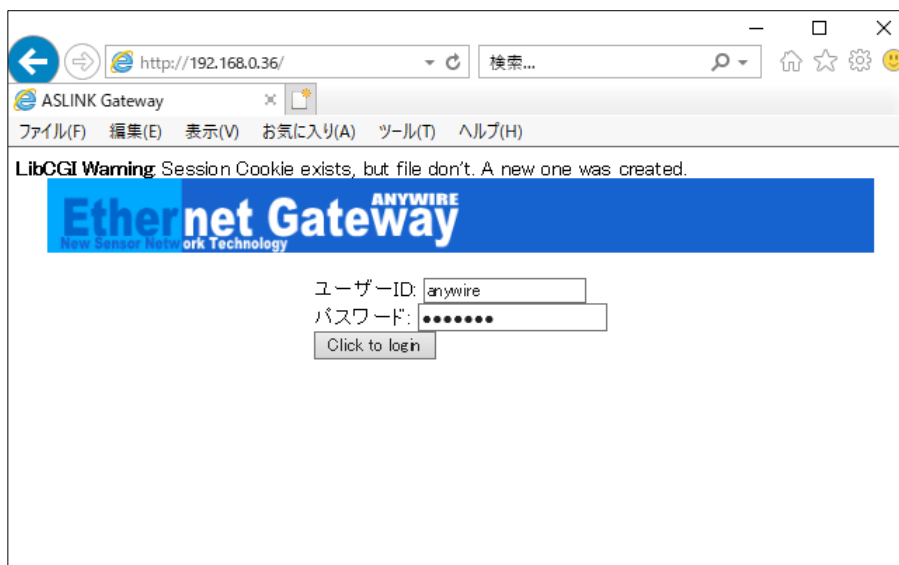 http://192.168.0.36/
検索...
ASLINK Gateway
ファイル(F) 編集(E) 表示(V) お気に入り(A) ツール(T) ヘルプ(H)
LibCGI Warning: Session Cookie exists, but file don't. A new one was created.
Ethernet Gateway ANYWIRE
New Sensor Network Technology
ユーザーID: anywire
パスワード: •••••••
Click to login